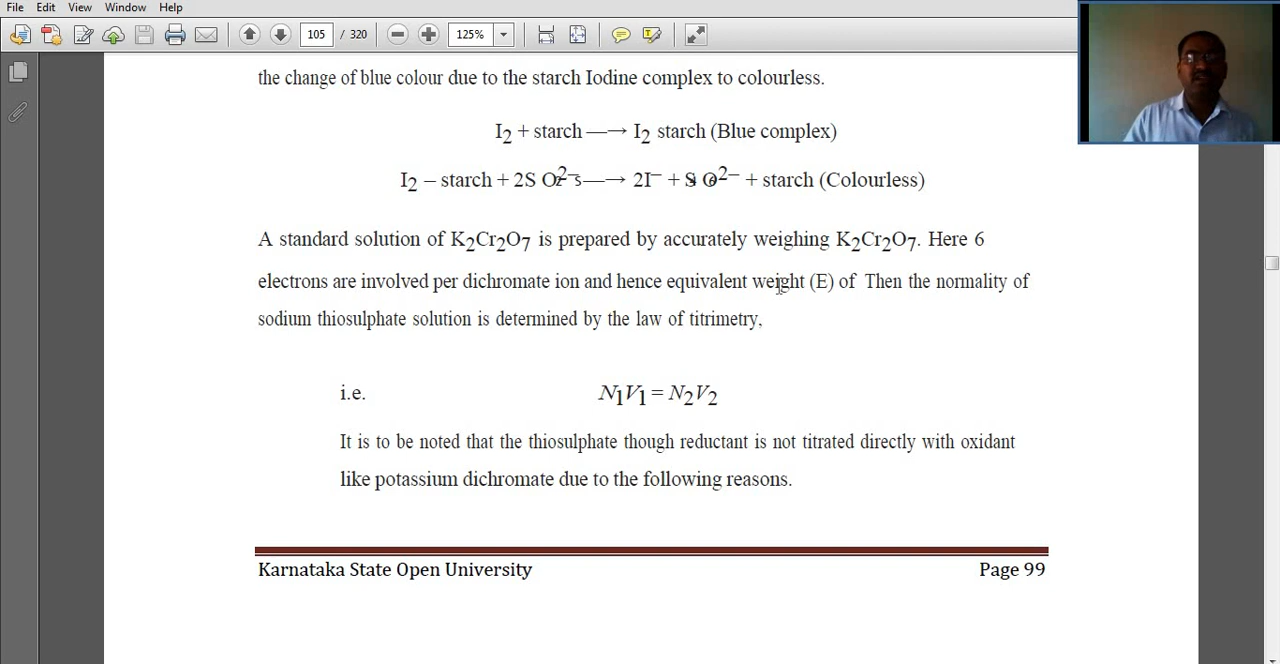 File Edit View Window Help
105 / 320 125%
the change of blue colour due to the starch Iodine complex to colourless.
I2 + starch —→ I2 starch (Blue complex)
I2 – starch + 2S O —→ 2I– + + starch (Colourless)
A standard solution of K2Cr2O7 is prepared by accurately weighing K2Cr2O7. Here 6
electrons are involved per dichromate ion and hence equivalent weight (E) of Then the normality of
sodium thiosulphate solution is determined by the law of titrimetry,
i.e. N1V1 = N2V2
It is to be noted that the thiosulphate though reductant is not titrated directly with oxidant
like potassium dichromate due to the following reasons.
Karnataka State Open University Page 99